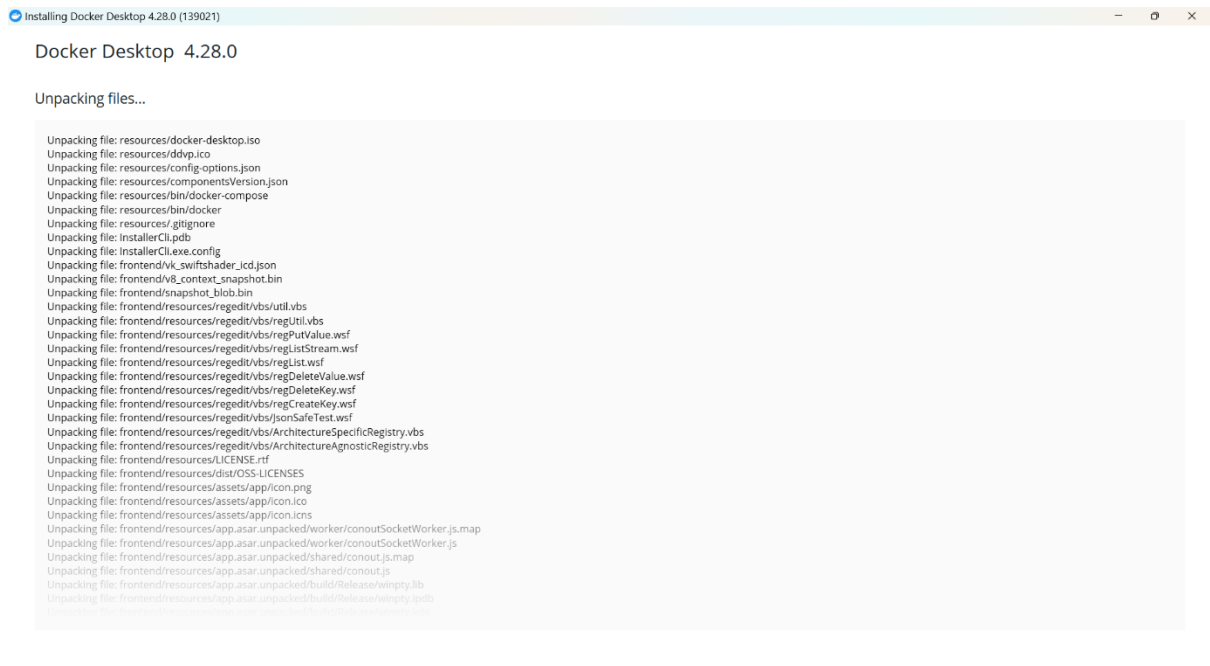 Installing Docker Desktop 4.28.0 (139021)
Docker Desktop 4.28.0
Unpacking files...
Unpacking file: resources/docker-desktop.iso
Unpacking file: resources/ddvp.ico
Unpacking file: resources/config-options.json
Unpacking file: resources/componentsVersion.json
Unpacking file: resources/bin/docker-compose
Unpacking file: resources/bin/docker
Unpacking file: resources/.gitignore
Unpacking file: InstallerCli.pdb
Unpacking file: InstallerCli.exe.config
Unpacking file: frontend/vk_swiftshader_icd.json
Unpacking file: frontend/v8_context_snapshot.bin
Unpacking file: frontend/snapshot_blob.bin
Unpacking file: frontend/resources/regedit/vbs/util.vbs
Unpacking file: frontend/resources/regedit/vbs/regUtil.vbs
Unpacking file: frontend/resources/regedit/vbs/regPutValue.wsf
Unpacking file: frontend/resources/regedit/vbs/regListStream.wsf
Unpacking file: frontend/resources/regedit/vbs/regList.wsf
Unpacking file: frontend/resources/regedit/vbs/regDeleteValue.wsf
Unpacking file: frontend/resources/regedit/vbs/regDeleteKey.wsf
Unpacking file: frontend/resources/regedit/vbs/regCreateKey.wsf
Unpacking file: frontend/resources/regedit/vbs/JsonSafeTest.wsf
Unpacking file: frontend/resources/regedit/vbs/ArchitectureSpecificRegistry.vbs
Unpacking file: frontend/resources/regedit/vbs/ArchitectureAgnosticRegistry.vbs
Unpacking file: frontend/resources/LICENSE.rtf
Unpacking file: frontend/resources/dist/OSS-LICENSES
Unpacking file: frontend/resources/assets/app/icon.png
Unpacking file: frontend/resources/assets/app/icon.ico
Unpacking file: frontend/resources/assets/app/icon.icns
Unpacking file: frontend/resources/app.asar.unpacked/worker/conoutSocketWorker.js.map
Unpacking file: frontend/resources/app.asar.unpacked/worker/conoutSocketWorker.js
Unpacking file: frontend/resources/app.asar.unpacked/shared/conout.js.map
Unpacking file: frontend/resources/app.asar.unpacked/shared/conout.js
Unpacking file: frontend/resources/app.asar.unpacked/build/Release/winpty.lib
Unpacking file: frontend/resources/app.asar.unpacked/build/Release/winpty.ipdb